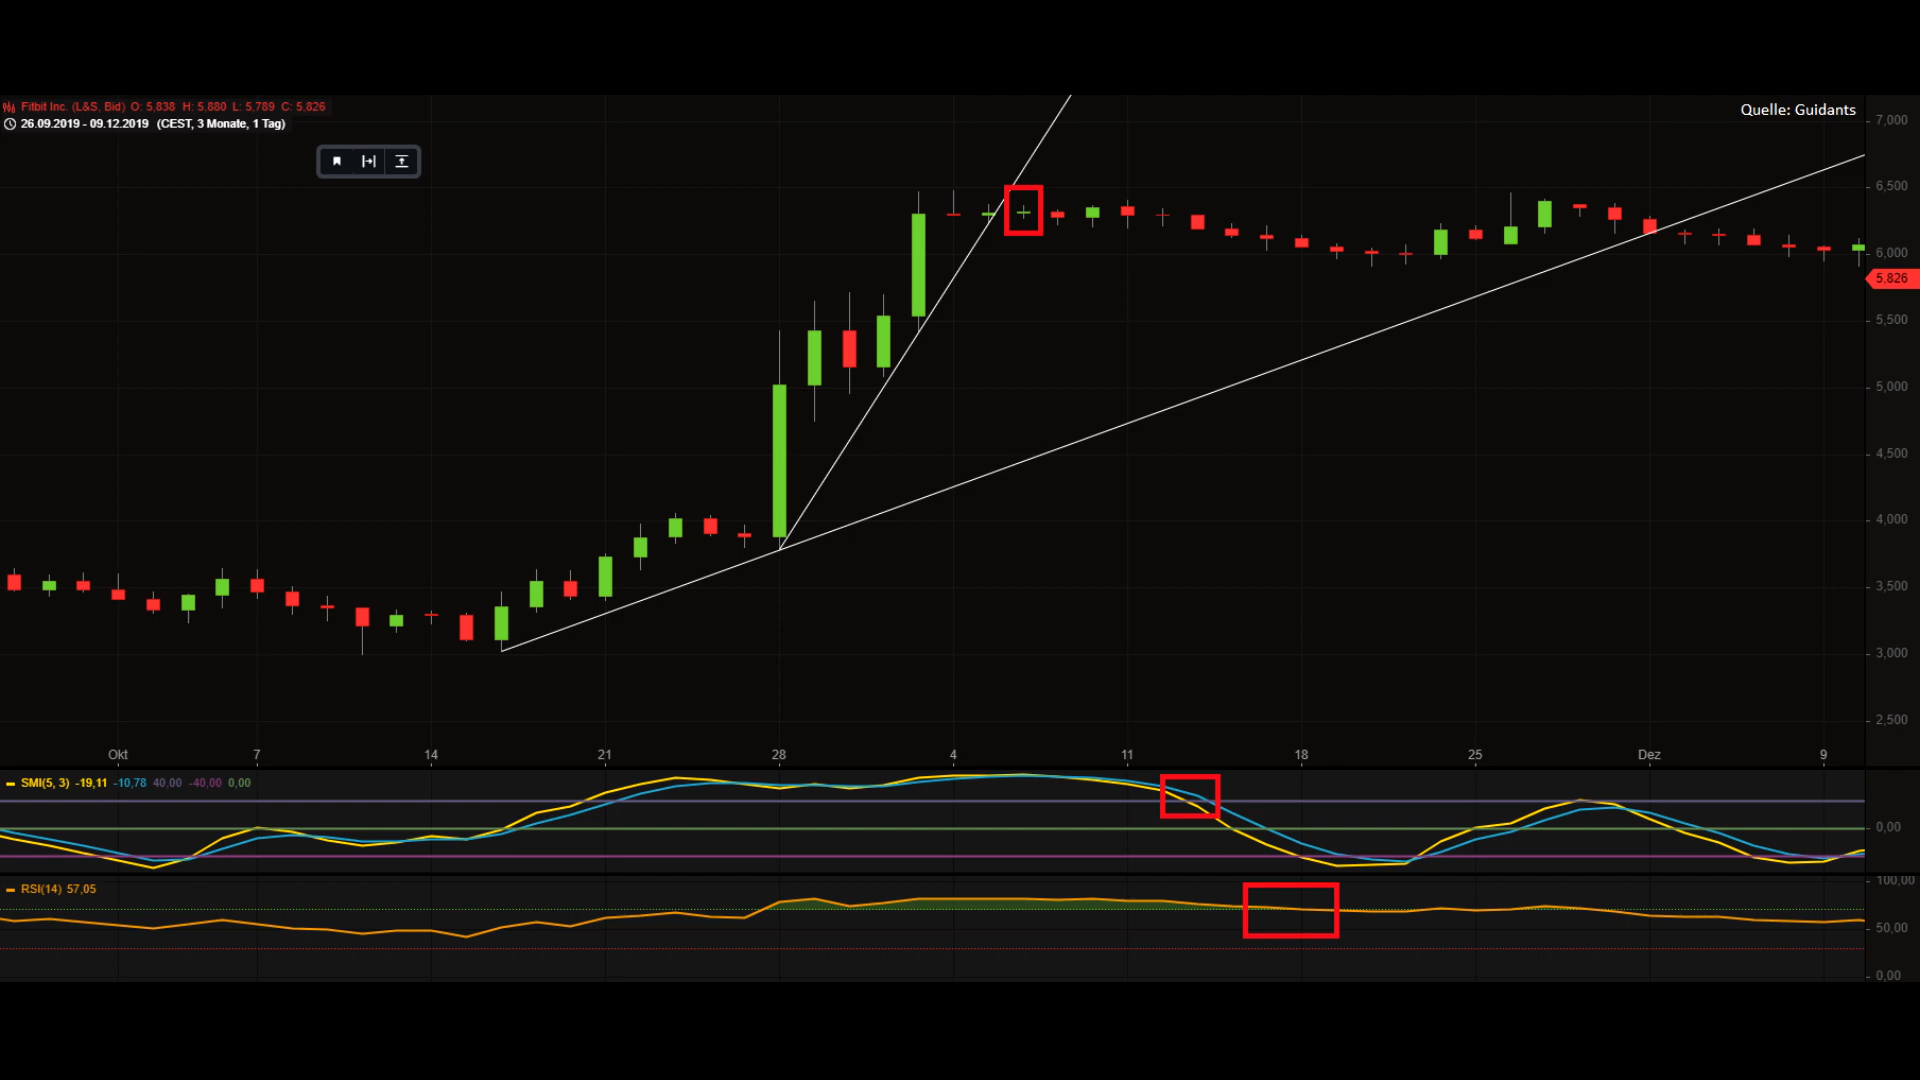 Fitbit Inc. (L&S, Bid) O: 5,838 H: 5,880 L: 5,789 C: 5,826
26.09.2019 - 09.12.2019 (CEST, 3 Monate, 1 Tag)
Quelle: Guidants
7,000
6,500
6,000
5,826
5,500
5,000
4,500
4,000
3,500
3,000
2,500
Okt 7 14 21 28 4 11 18 25 Dez 9
SMI(5, 3) -19,11 -10,78 40,00 -40,00 0,00
0,00
RSI(14) 57,05
100,00
50,00
0,00